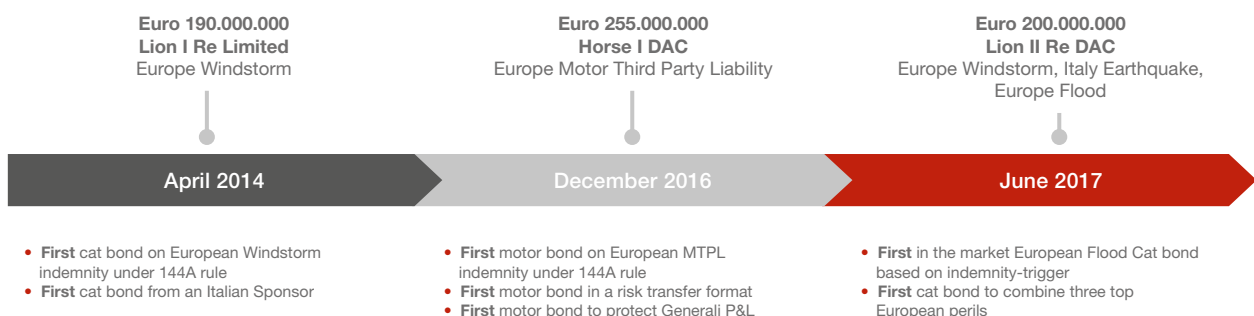 Euro 190.000.000
Lion I Re Limited
Europe Windstorm
Euro 255.000.000
Horse I DAC
Europe Motor Third Party Liability
Euro 200.000.000
Lion II Re DAC
Europe Windstorm, Italy Earthquake,
Europe Flood
April 2014
December 2016
June 2017
• First cat bond on European Windstorm
indemnity under 144A rule
• First cat bond from an Italian Sponsor
• First motor bond on European MTPL
indemnity under 144A rule
• First motor bond in a risk transfer format
• First motor bond to protect Generali P&L
• First in the market European Flood Cat bond
based on indemnity-trigger
• First cat bond to combine three top
European perils